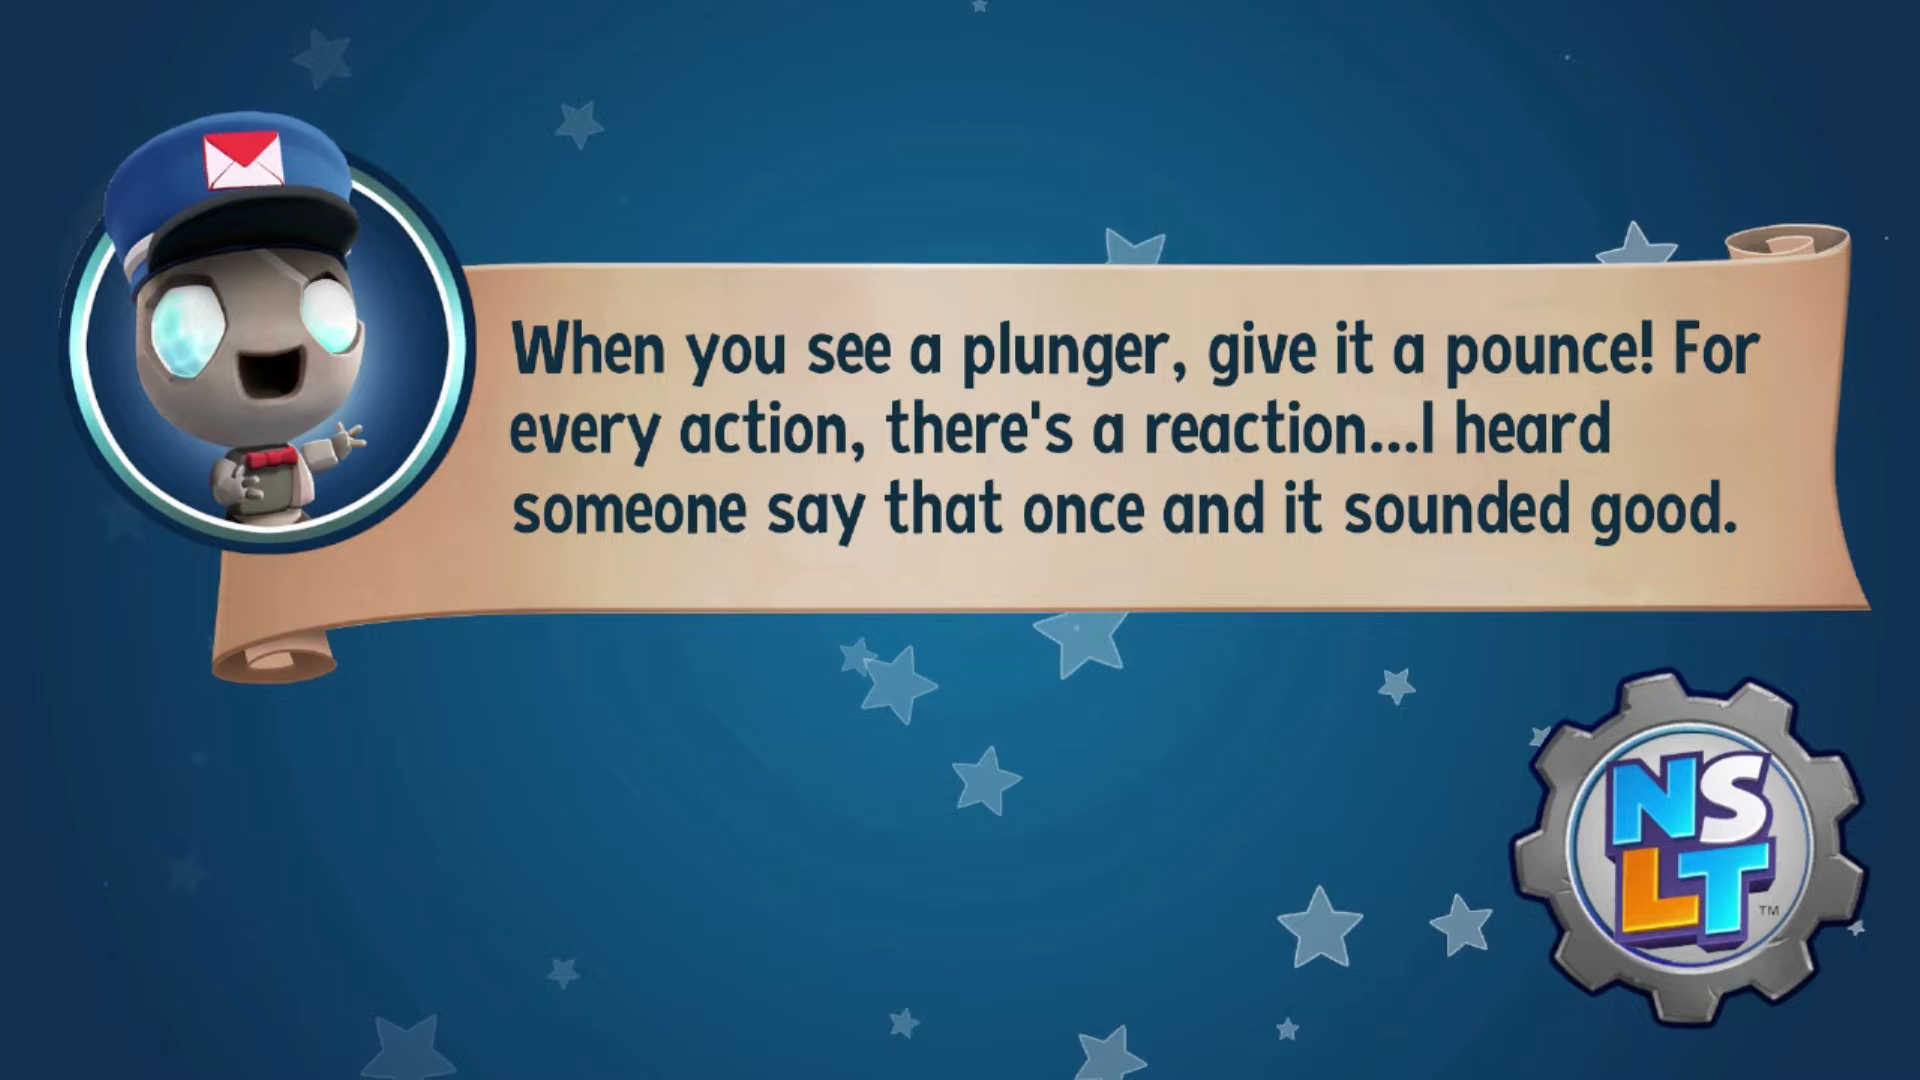 When you see a plunger, give it a pounce! For
every action, there's a reaction...I heard
someone say that once and it sounded good.
NS
LT
TM